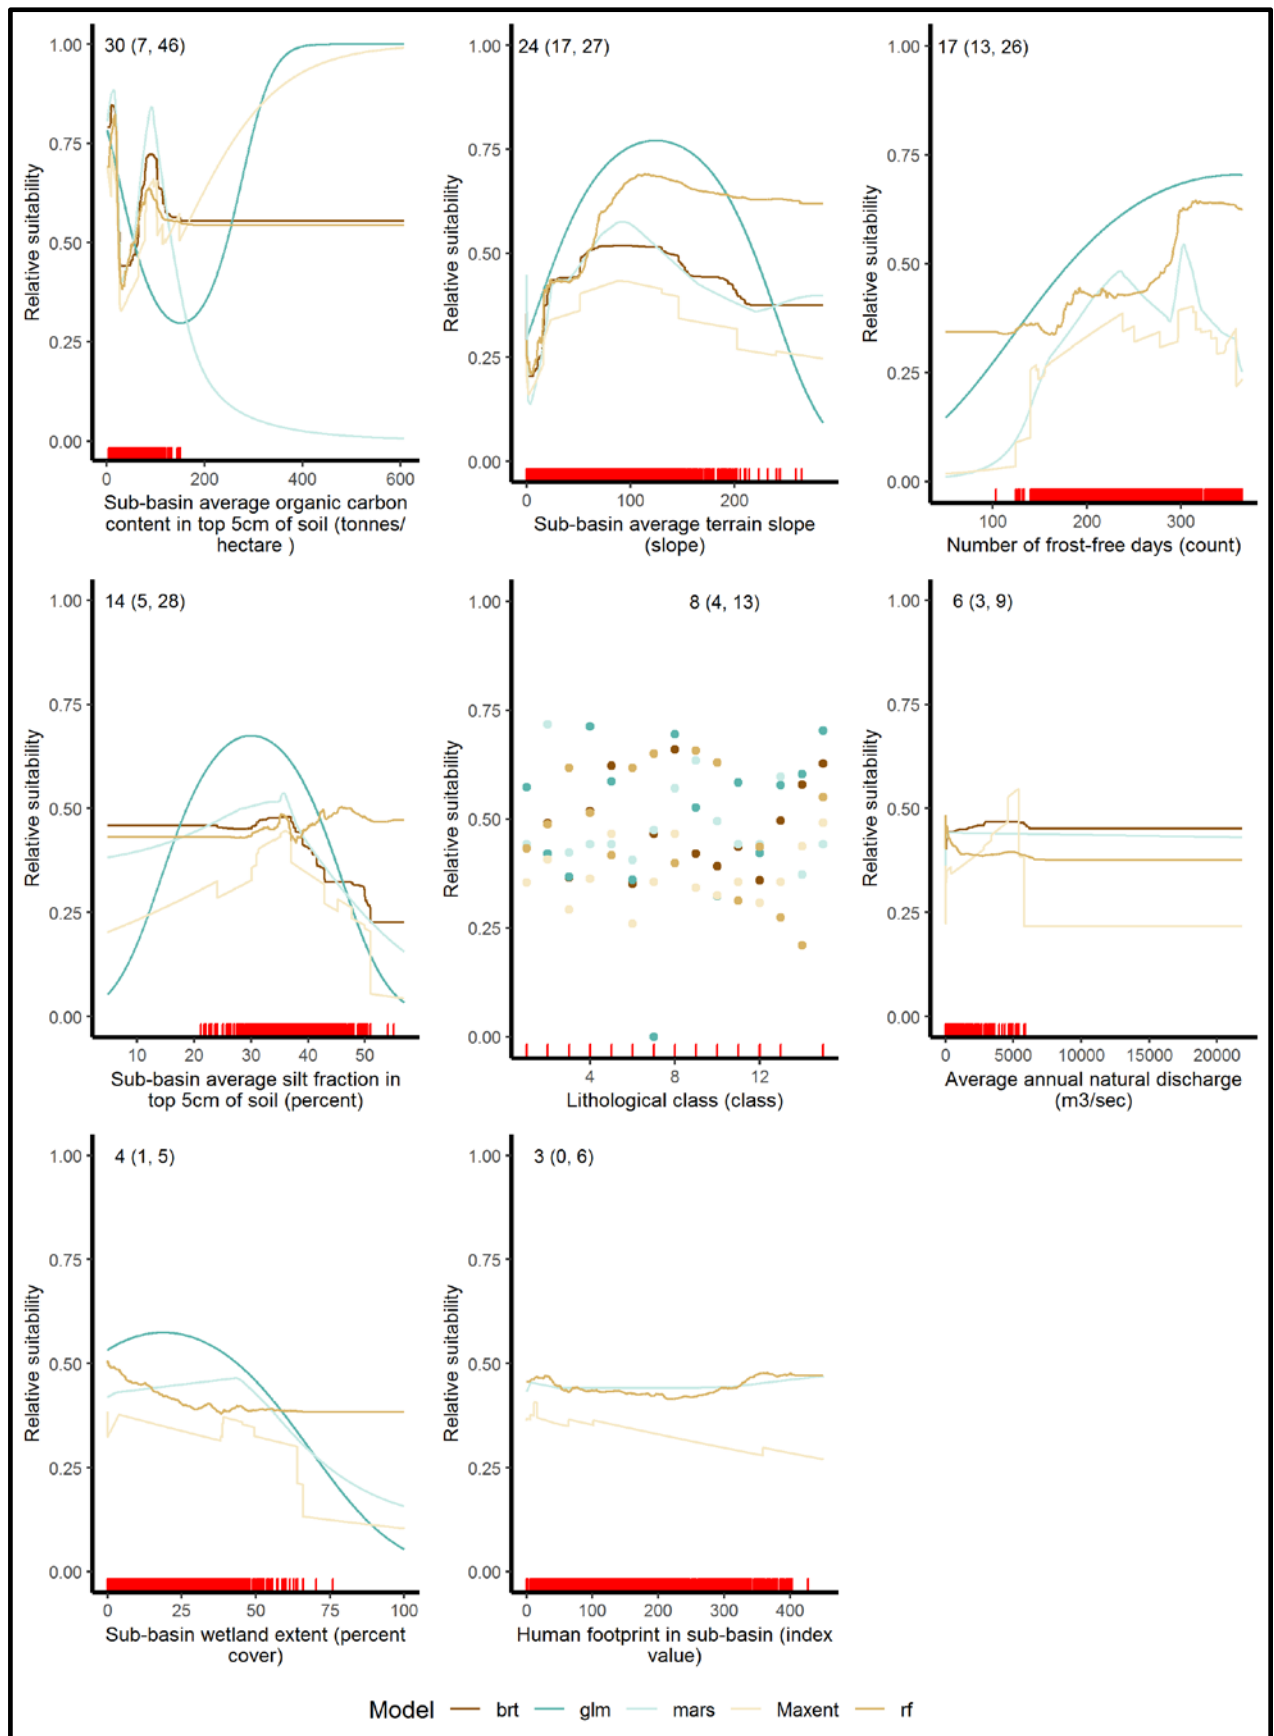 30 (7, 46)
1.00
0.75
0.50
0.25
0.00
Relative suitability
0
200
400
600
Sub-basin average organic carbon
content in top 5cm of soil (tonnes/
hectare )
24 (17, 27)
1.00
0.75
0.50
0.25
0.00
Relative suitability
0
100
200
Sub-basin average terrain slope
(slope)
17 (13, 26)
1.00
0.75
0.50
0.25
0.00
Relative suitability
100
200
300
Number of frost-free days (count)
14 (5, 28)
1.00
0.75
0.50
0.25
0.00
Relative suitability
10
20
30
40
50
Sub-basin average silt fraction in
top 5cm of soil (percent)
8 (4, 13)
1.00
0.75
0.50
0.25
0.00
Relative suitability
4
8
12
Lithological class (class)
6 (3, 9)
1.00
0.75
0.50
0.25
0.00
Relative suitability
0
5000
10000
15000
20000
Average annual natural discharge
(m3/sec)
4 (1, 5)
1.00
0.75
0.50
0.25
0.00
Relative suitability
0
25
50
75
100
Sub-basin wetland extent (percent
cover)
3 (0, 6)
1.00
0.75
0.50
0.25
0.00
Relative suitability
0
100
200
300
400
Human footprint in sub-basin (index
value)
Model brt glm mars Maxent rf